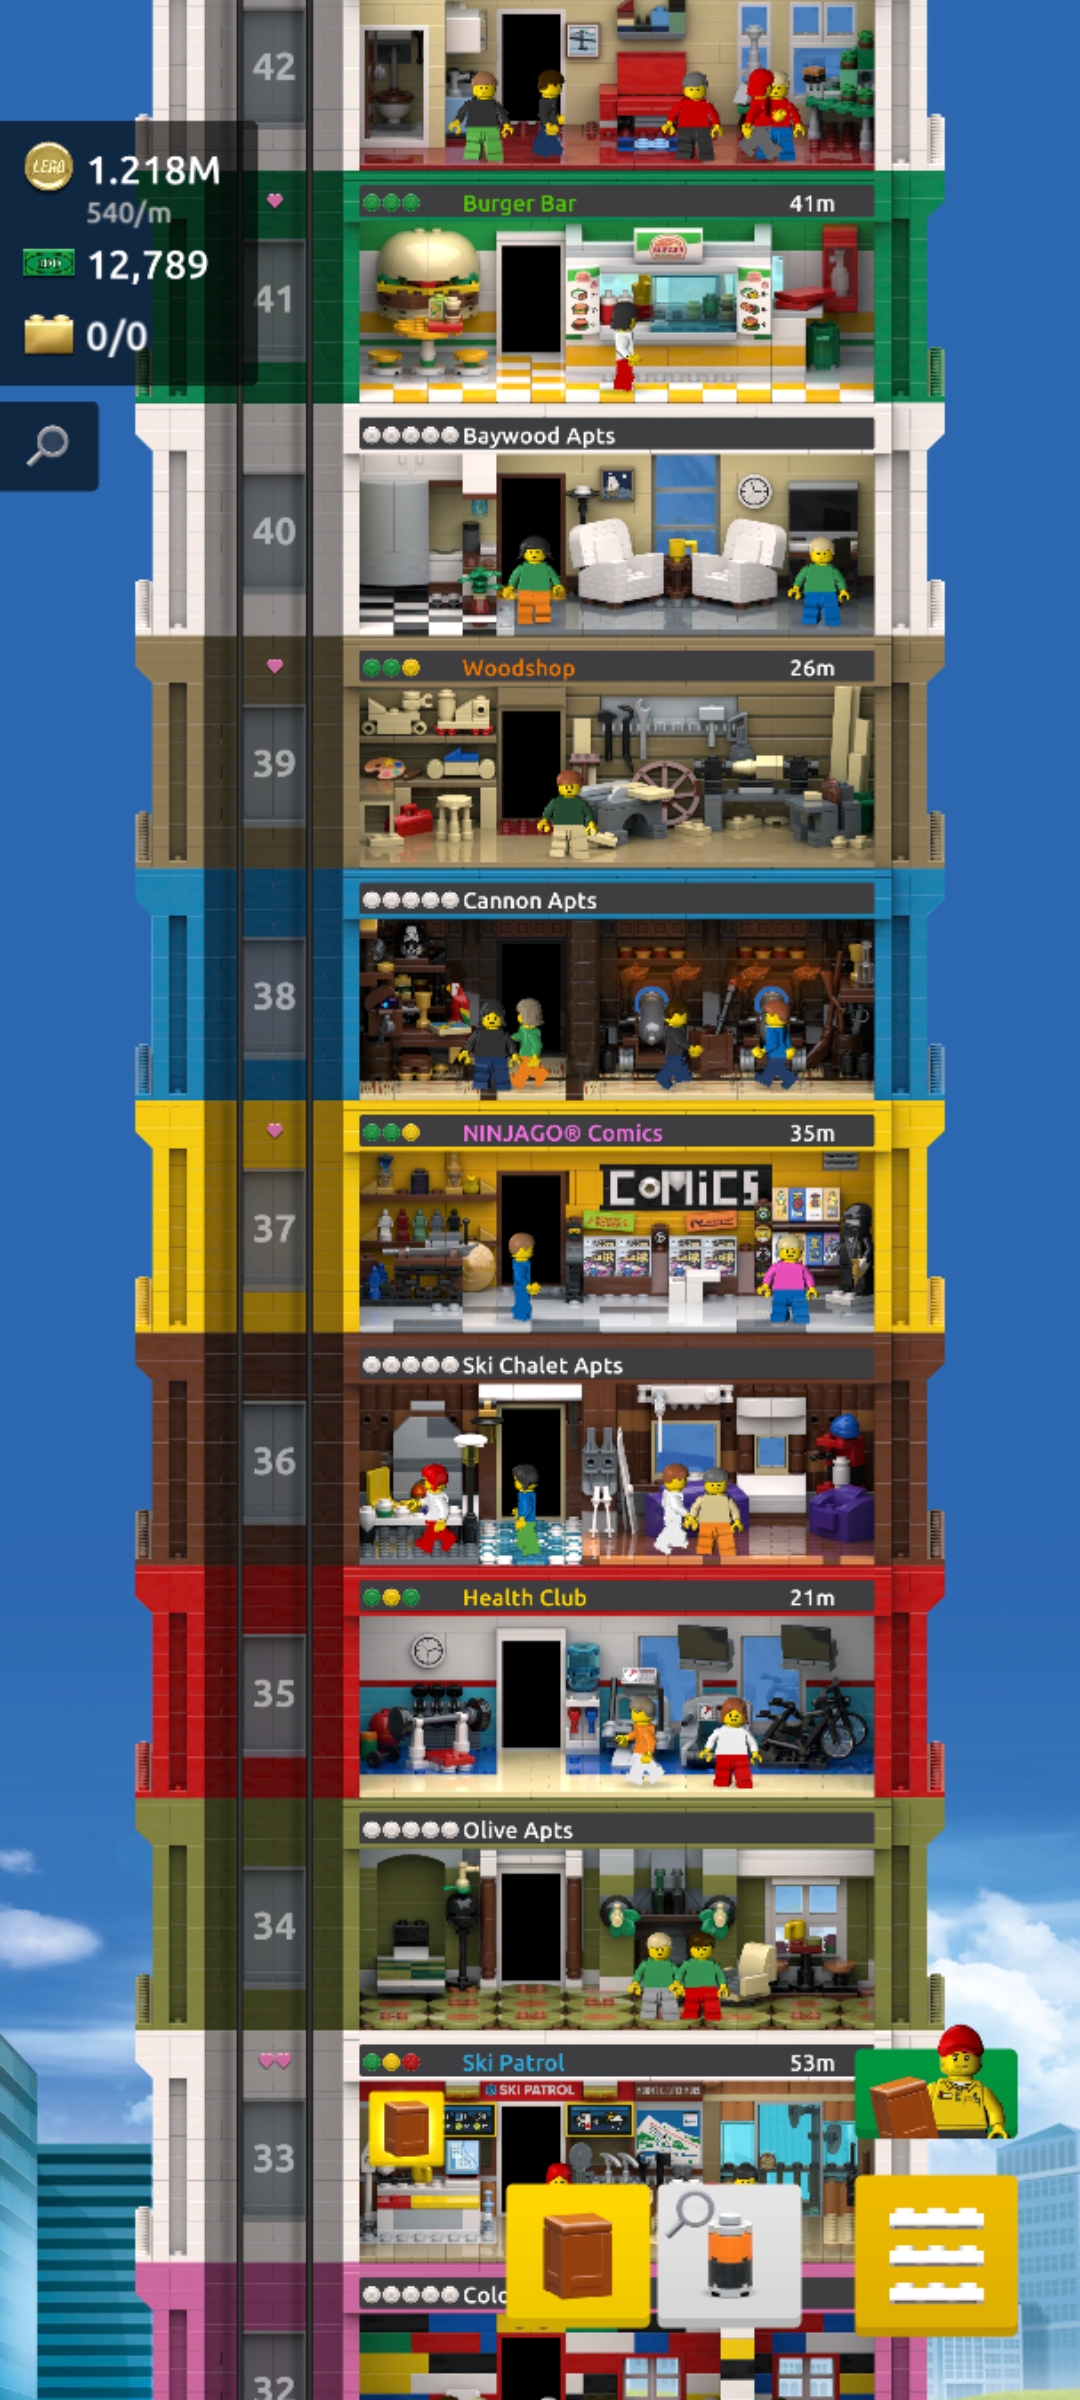 42
LEGO
1.218M
540/m
12,789
0/0
Burger Bar 41m
41
Baywood Apts
40
Woodshop 26m
39
Cannon Apts
38
NINJAGO® Comics 35m
COMiCS
37
Ski Chalet Apts
36
Health Club 21m
35
Olive Apts
34
Ski Patrol 53m
SKI PATROL
33
32